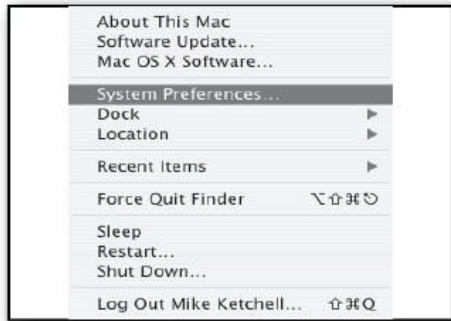 About This Mac
Software Update...
Mac OS X Software...
System Preferences...
Dock ▶
Location ▶
Recent Items ▶
Force Quit Finder ⌥⇧⌘⎋
Sleep
Restart...
Shut Down...
Log Out Mike Ketchell... ⇧⌘Q